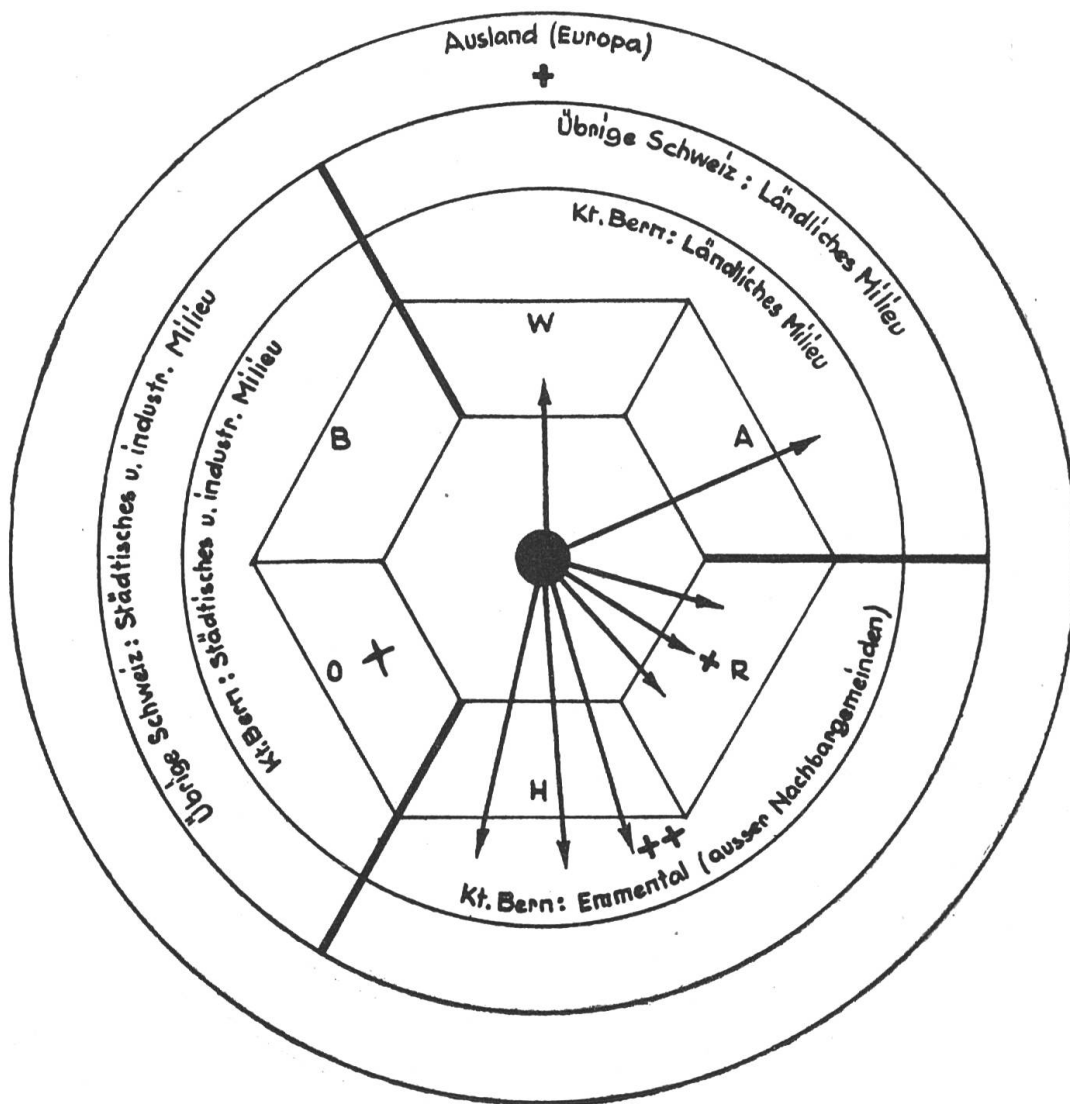 Ausland (Europa)
Übrige Schweiz: Ländliches Milieu
Kt. Bern: Ländliches Milieu
Übrige Schweiz: Städtisches u. industr. Milieu
Kt. Bern: Städtisches u. industr. Milieu
W
B
A
O
R
H
Kt. Bern: Emmental (ausser Nachbargemeinden)